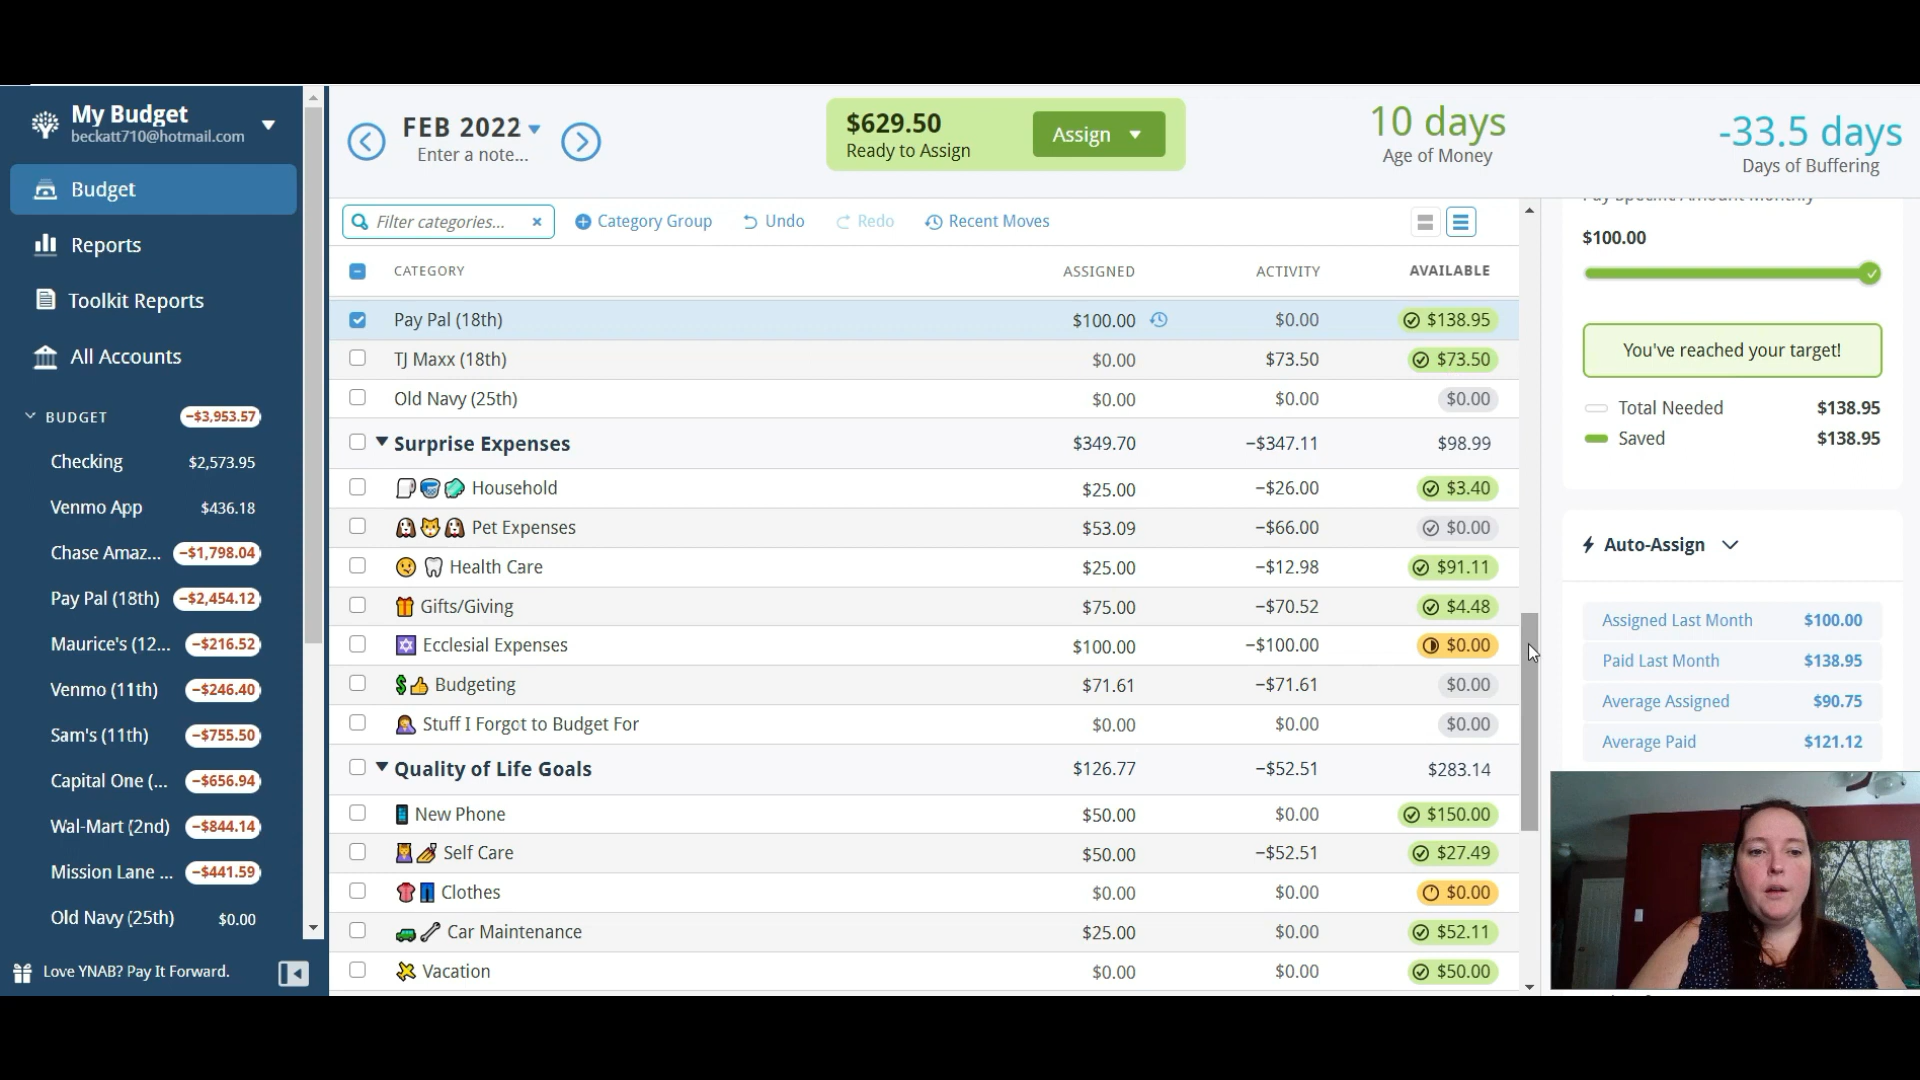 My Budget
beckatt710@hotmail.com
Budget
Reports
Toolkit Reports
All Accounts
BUDGET -$3,953.57
Checking $2,573.95
Venmo App $436.18
Chase Amaz... -$1,798.04
Pay Pal (18th) -$2,454.12
Maurice's (12... -$216.52
Venmo (11th) -$246.40
Sam's (11th) -$755.50
Capital One (... -$656.94
Wal-Mart (2nd) -$844.14
Mission Lane ... -$441.59
Old Navy (25th) $0.00
Love YNAB? Pay It Forward.
FEB 2022
Enter a note...
$629.50
Ready to Assign
Assign
10 days
Age of Money
-33.5 days
Days of Buffering
Filter categories...
Category Group
Undo
Redo
Recent Moves
CATEGORY ASSIGNED ACTIVITY AVAILABLE
Pay Pal (18th) $100.00 $0.00 $138.95
TJ Maxx (18th) $0.00 $73.50 $73.50
Old Navy (25th) $0.00 $0.00 $0.00
Surprise Expenses $349.70 -$347.11 $98.99
Household $25.00 -$26.00 $3.40
Pet Expenses $53.09 -$66.00 $0.00
Health Care $25.00 -$12.98 $91.11
Gifts/Giving $75.00 -$70.52 $4.48
Ecclesial Expenses $100.00 -$100.00 $0.00
Budgeting $71.61 -$71.61 $0.00
Stuff I Forgot to Budget For $0.00 $0.00 $0.00
Quality of Life Goals $126.77 -$52.51 $283.14
New Phone $50.00 $0.00 $150.00
Self Care $50.00 -$52.51 $27.49
Clothes $0.00 $0.00 $0.00
Car Maintenance $25.00 $0.00 $52.11
Vacation $0.00 $0.00 $50.00
Pay Specific Amount Monthly
$100.00
You've reached your target!
Total Needed $138.95
Saved $138.95
Auto-Assign
Assigned Last Month $100.00
Paid Last Month $138.95
Average Assigned $90.75
Average Paid $121.12